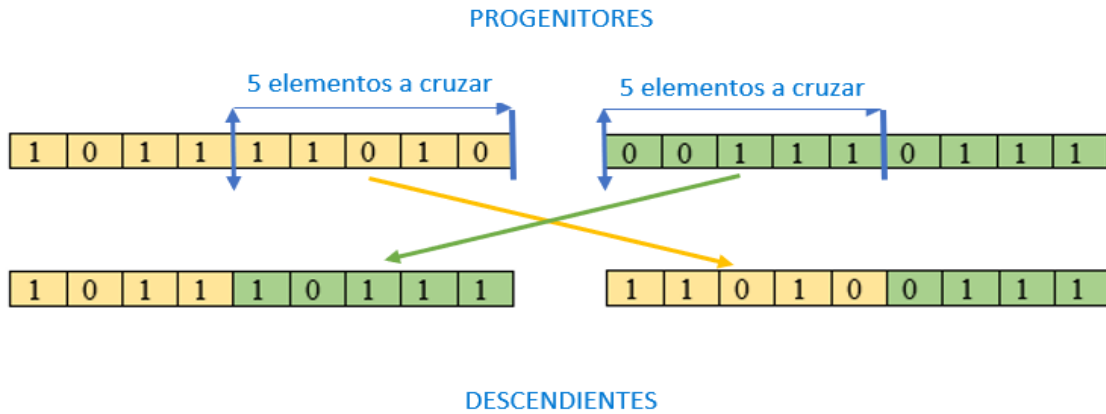 PROGENITORES
5 elementos a cruzar
5 elementos a cruzar
1 0 1 1 1 1 0 1 0
0 0 1 1 1 0 1 1 1
1 0 1 1 1 0 1 1 1
1 1 0 1 0 0 1 1 1
DESCENDIENTES